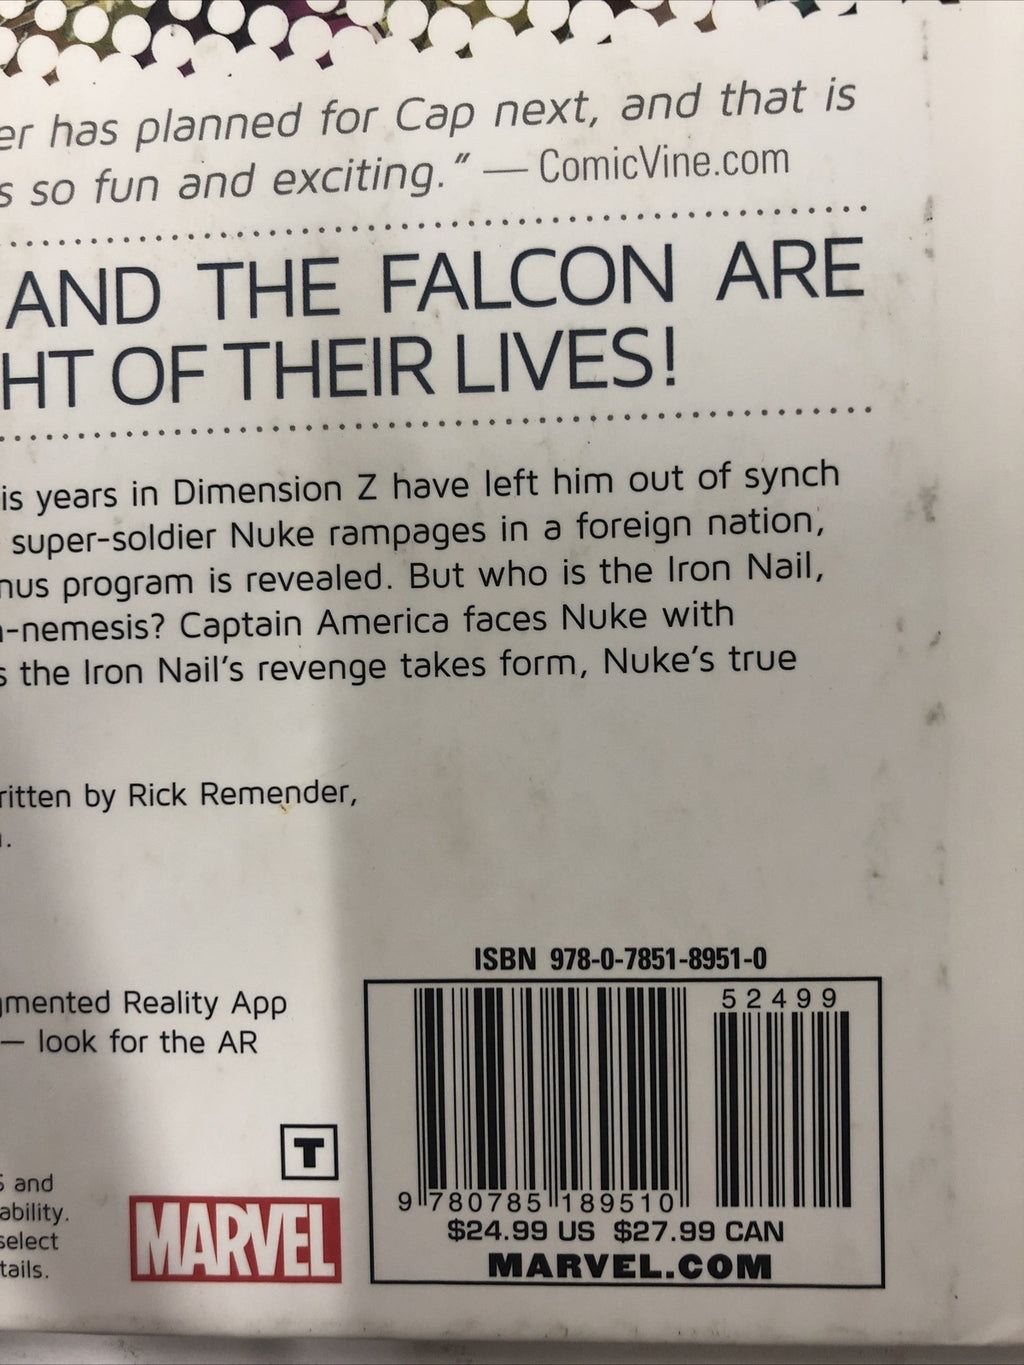 er has planned for Cap next, and that is
s so fun and exciting.” — ComicVine.com
AND THE FALCON ARE
HT OF THEIR LIVES!
is years in Dimension Z have left him out of synch
super-soldier Nuke rampages in a foreign nation,
nus program is revealed. But who is the Iron Nail,
-nemesis? Captain America faces Nuke with
s the Iron Nail’s revenge takes form, Nuke’s true
ritten by Rick Remender,
ISBN 978-0-7851-8951-0
52499
gmented Reality App
— look for the AR
T
and
ability.
select
tails.
MARVEL
9 780785 189510
$24.99 US $27.99 CAN
MARVEL.COM